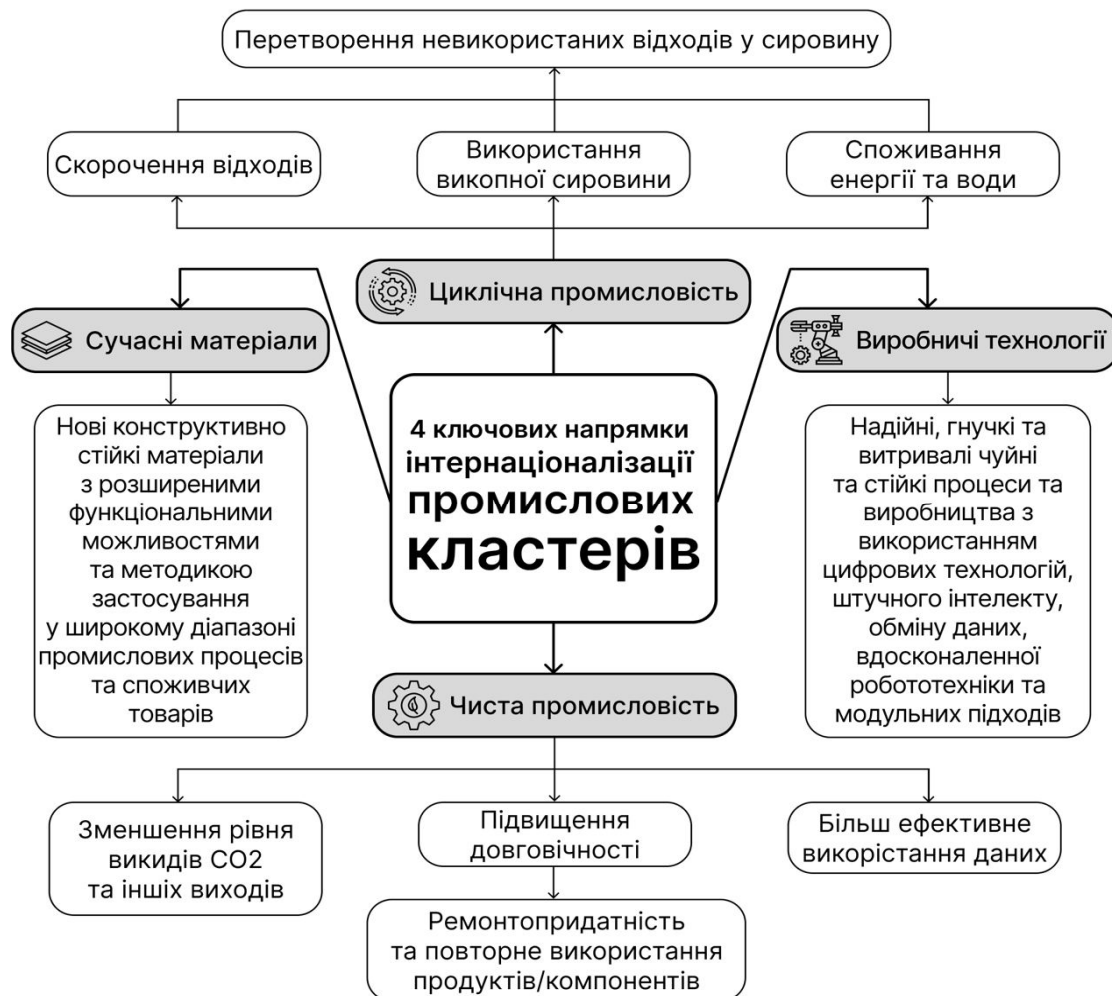 Перетворення невикористаних відходів у сировину
Скорочення відходів
Використання
викопної сировини
Споживання
енергії та води
Циклічна промисловість
Сучасні матеріали
Виробничі технології
4 ключових напрямки
інтернаціоналізації
промислових
кластерів
Нові конструктивно
стійкі матеріали
з розширеними
функціональними
можливостями
та методикою
застосування
у широкому діапазоні
промислових процесів
та споживчих
товарів
Надійні, гнучкі та
витривалі чуйні
та стійкі процеси та
виробництва з
використанням
цифрових технологій,
штучного інтелекту,
обміну даних,
вдосконаленної
робототехніки та
модульних підходів
Чиста промисловість
Зменшення рівня
викидів СО2
та іншіх виходів
Підвищення
довговічності
Більш ефективне
викорістання даних
Ремонтопридатність
та повторне використання
продуктів/компонентів